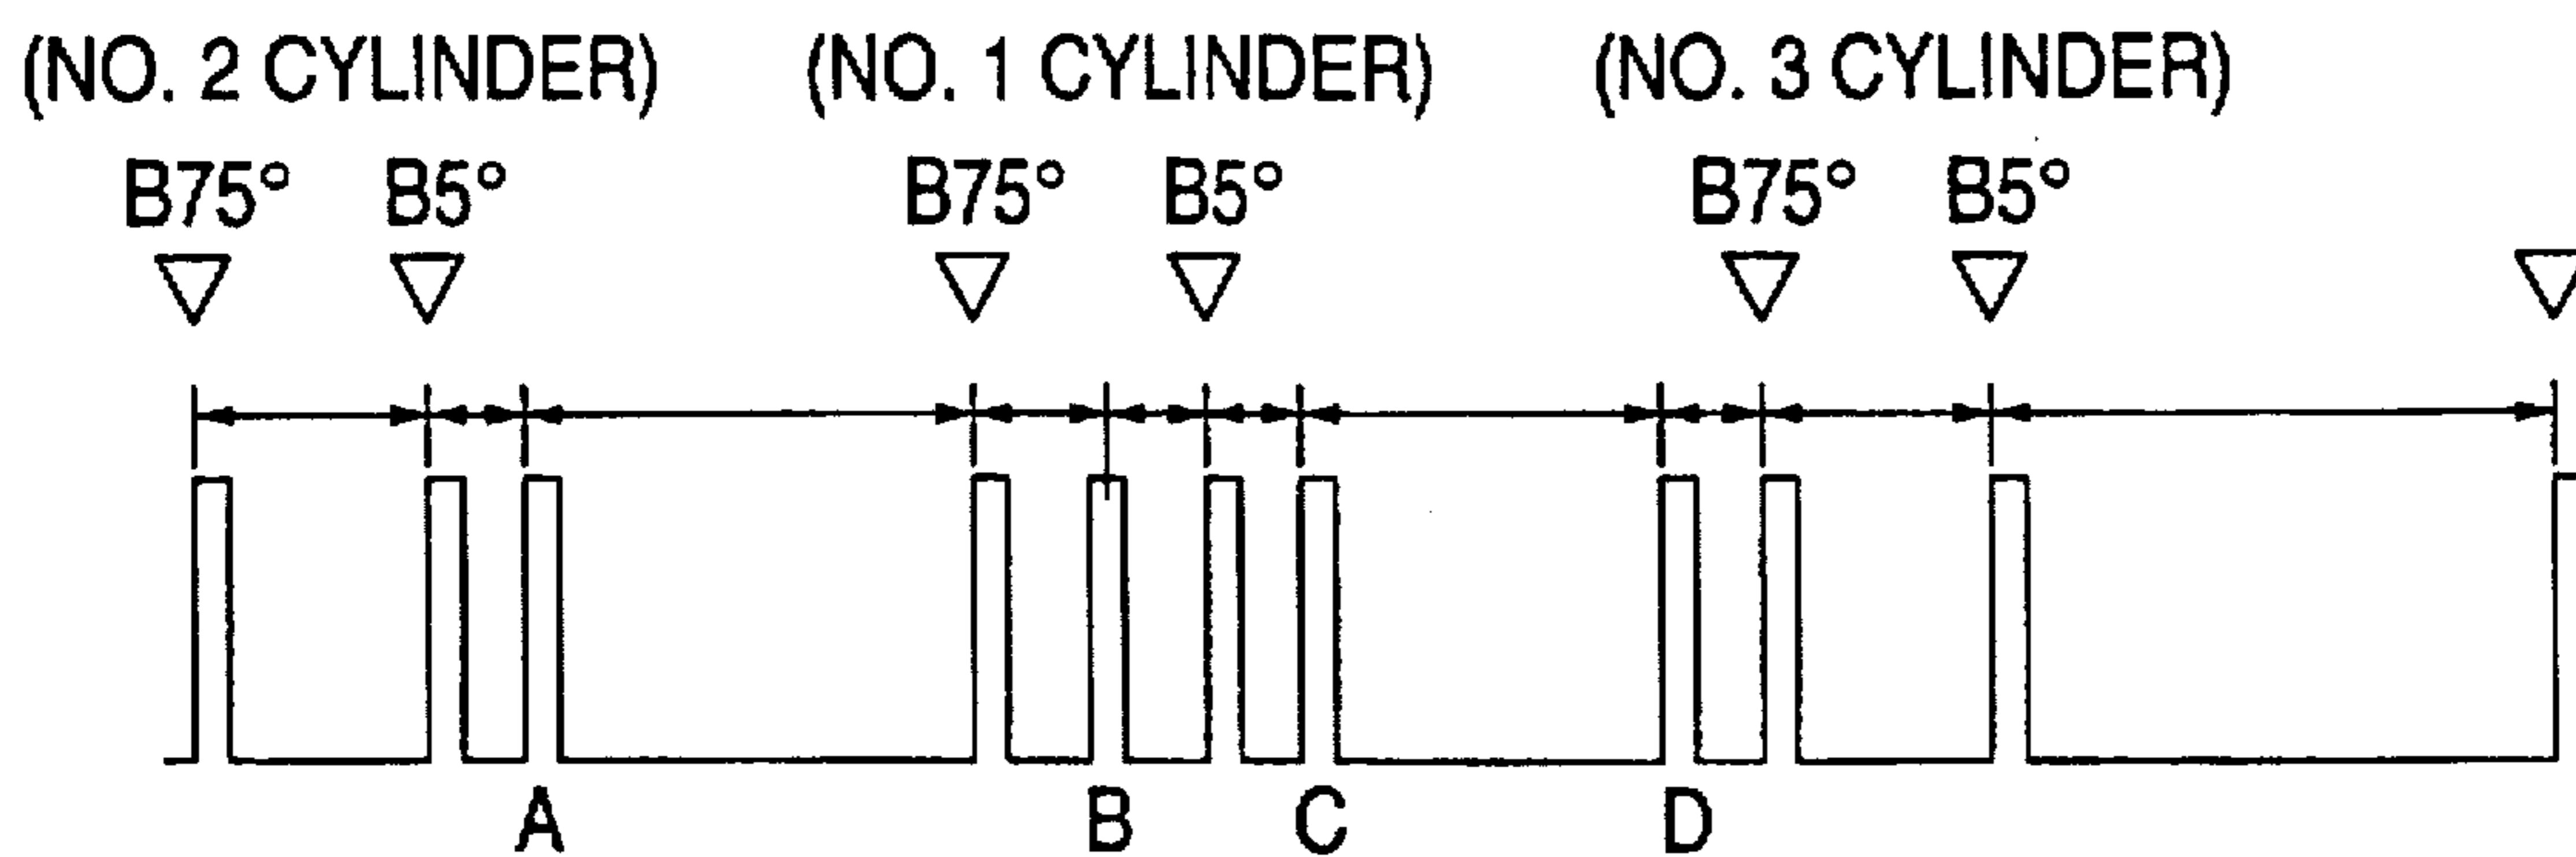 (NO. 2 CYLINDER) (NO. 1 CYLINDER) (NO. 3 CYLINDER)
B75° B5° B75° B5° B75° B5°
A B C D